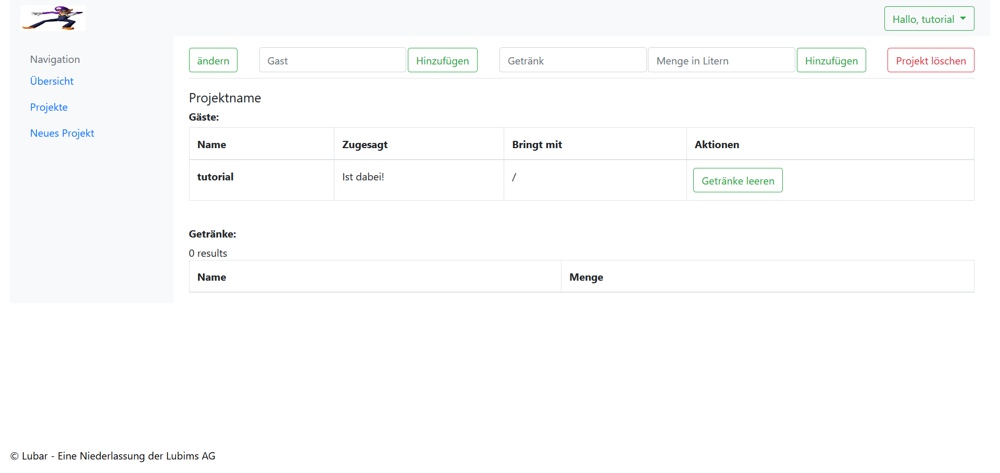 Hallo, tutorial
Navigation
Übersicht
Projekte
Neues Projekt
ändern Gast Hinzufügen Getränk Menge in Litern Hinzufügen Projekt löschen
Projektname
Gäste:
Name Zugesagt Bringt mit Aktionen
tutorial Ist dabei! / Getränke leeren
Getränke:
0 results
Name Menge
© Lubar - Eine Niederlassung der Lubims AG